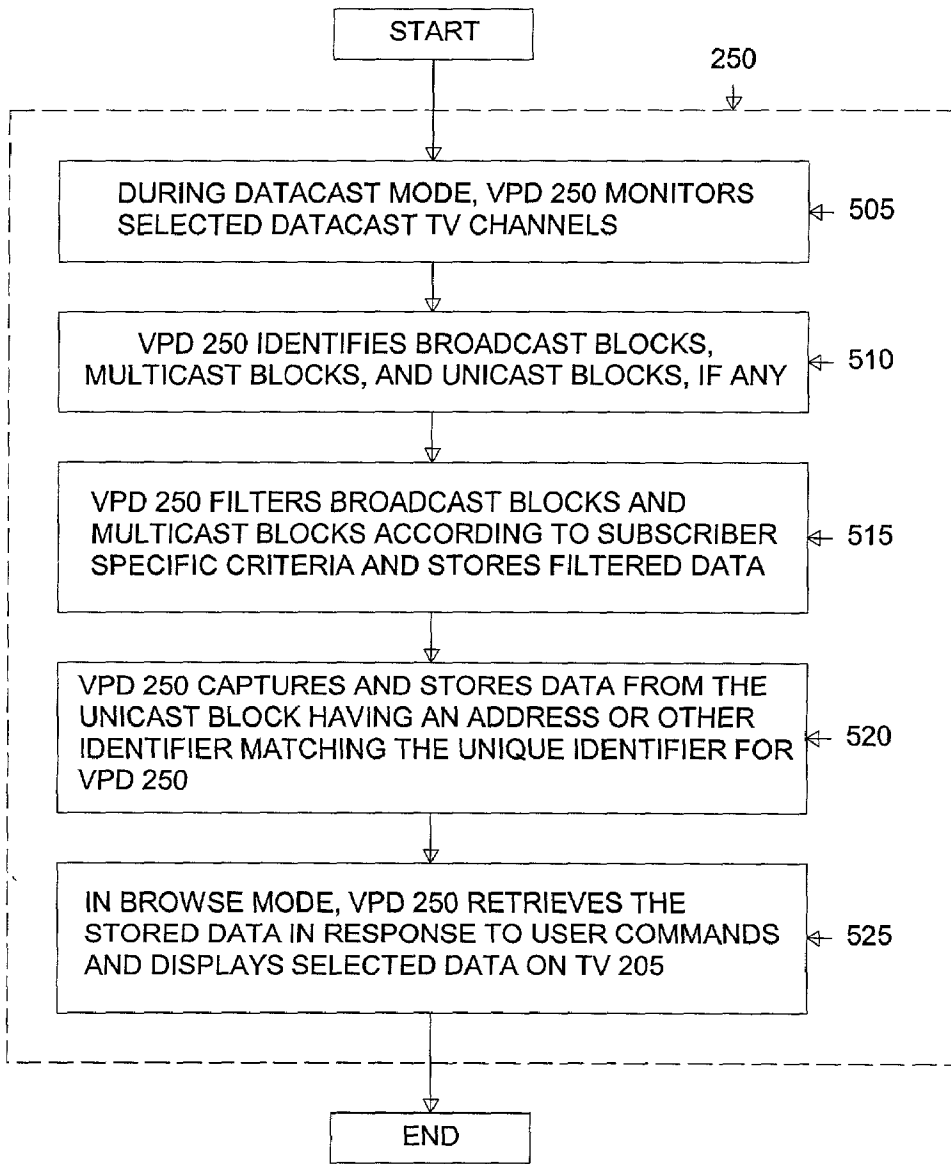 START
250
DURING DATACAST MODE, VPD 250 MONITORS
SELECTED DATACAST TV CHANNELS
505
VPD 250 IDENTIFIES BROADCAST BLOCKS,
MULTICAST BLOCKS, AND UNICAST BLOCKS, IF ANY
510
VPD 250 FILTERS BROADCAST BLOCKS AND
MULTICAST BLOCKS ACCORDING TO SUBSCRIBER
SPECIFIC CRITERIA AND STORES FILTERED DATA
515
VPD 250 CAPTURES AND STORES DATA FROM THE
UNICAST BLOCK HAVING AN ADDRESS OR OTHER
IDENTIFIER MATCHING THE UNIQUE IDENTIFIER FOR
VPD 250
520
IN BROWSE MODE, VPD 250 RETRIEVES THE
STORED DATA IN RESPONSE TO USER COMMANDS
AND DISPLAYS SELECTED DATA ON TV 205
525
END